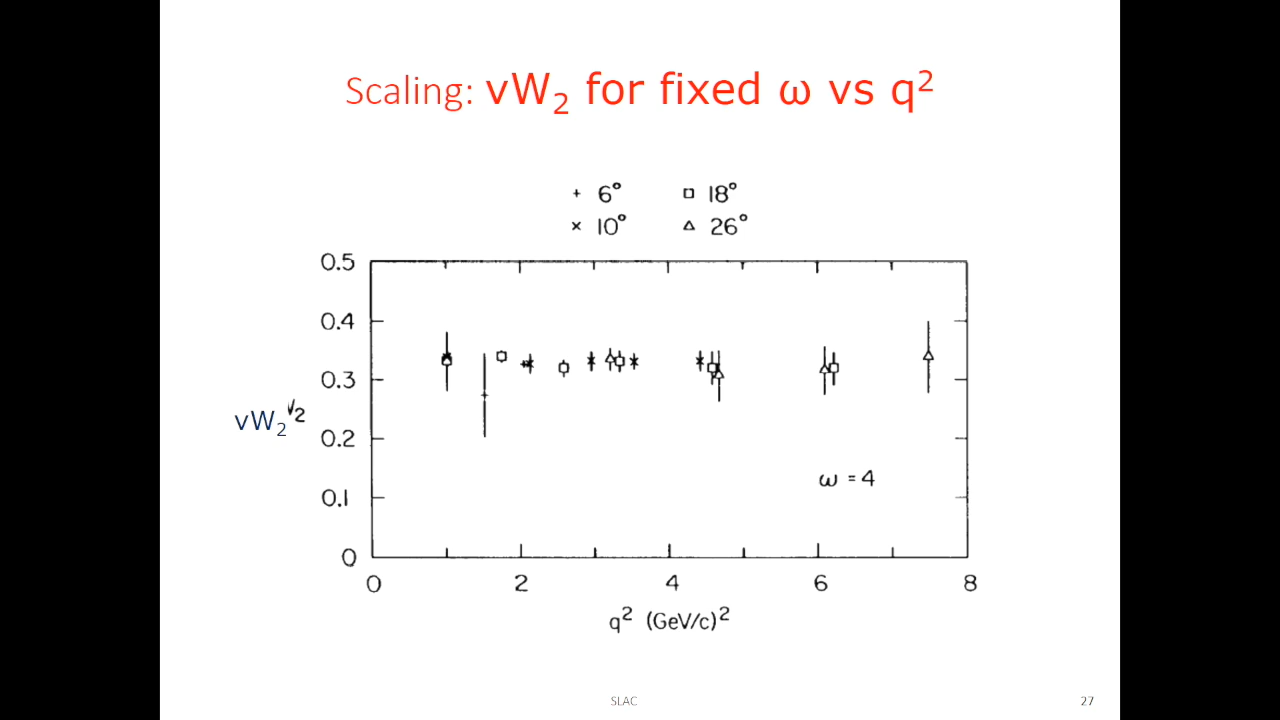 Scaling: νW₂ for fixed ω vs q²
+ 6° □ 18°
× 10° △ 26°
0.5
0.4
0.3
0.2
0.1
0
νW₂
0 2 4 6 8
ω = 4
q² (GeV/c)²
SLAC 27